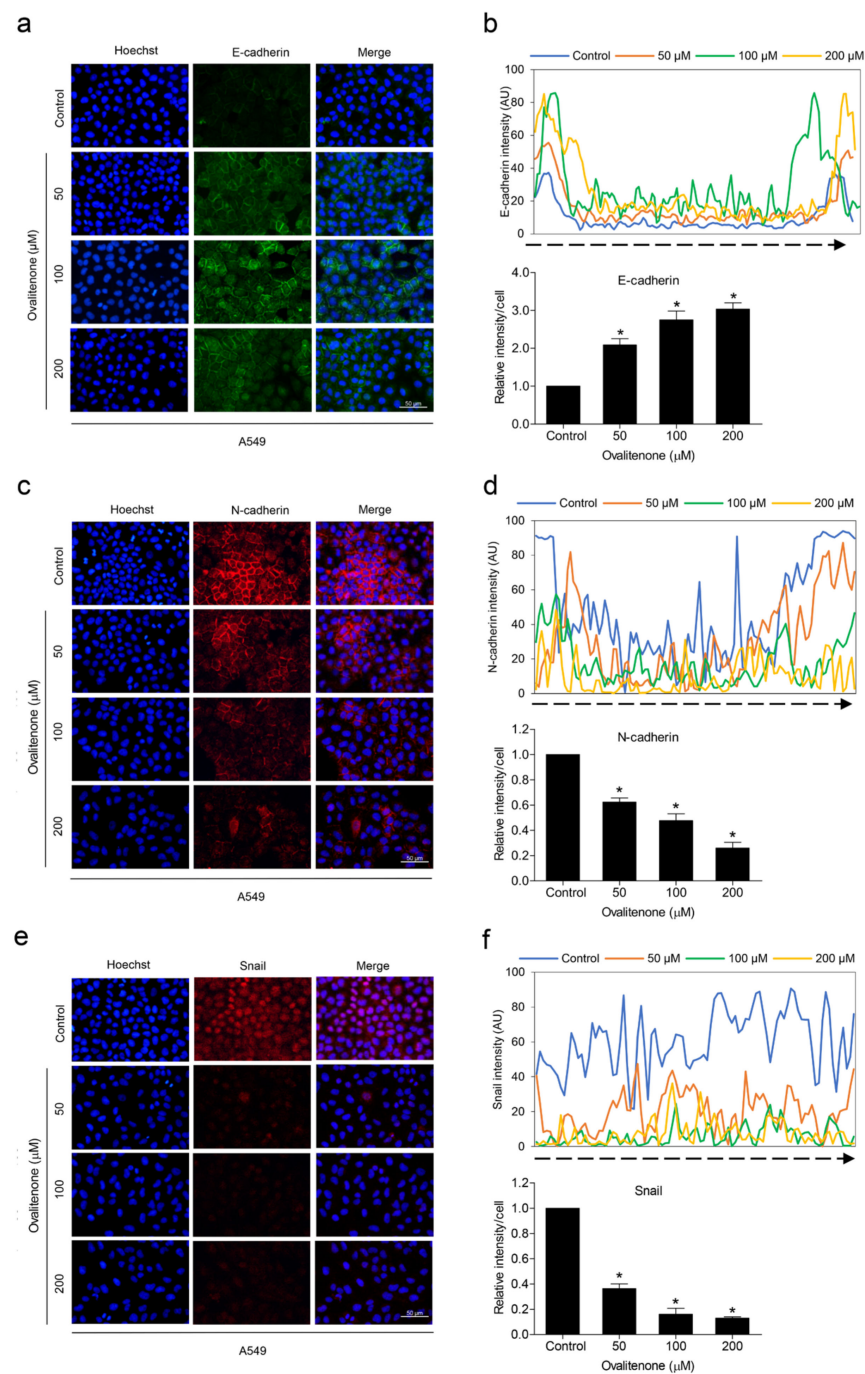 a
Hoechst E-cadherin Merge
Control
50
100
200
Ovalitenone (µM)
50 µm
A549
b
Control 50 µM 100 µM 200 µM
E-cadherin intensity (AU)
100
80
60
40
20
0
E-cadherin
Relative intensity/cell
4.0
3.0
2.0
1.0
0.0
* * *
Control 50 100 200
Ovalitenone (µM)
c
Hoechst N-cadherin Merge
Control
50
100
200
Ovalitenone (µM)
50 µm
A549
d
Control 50 µM 100 µM 200 µM
N-cadherin intensity (AU)
100
80
60
40
20
0
N-cadherin
Relative intensity/cell
1.2
1.0
0.8
0.6
0.4
0.2
0.0
* * *
Control 50 100 200
Ovalitenone (µM)
e
Hoechst Snail Merge
Control
50
100
200
Ovalitenone (µM)
50 µm
A549
f
Control 50 µM 100 µM 200 µM
Snail intensity (AU)
100
80
60
40
20
0
Snail
Relative intensity/cell
1.2
1.0
0.8
0.6
0.4
0.2
0.0
* * *
Control 50 100 200
Ovalitenone (µM)